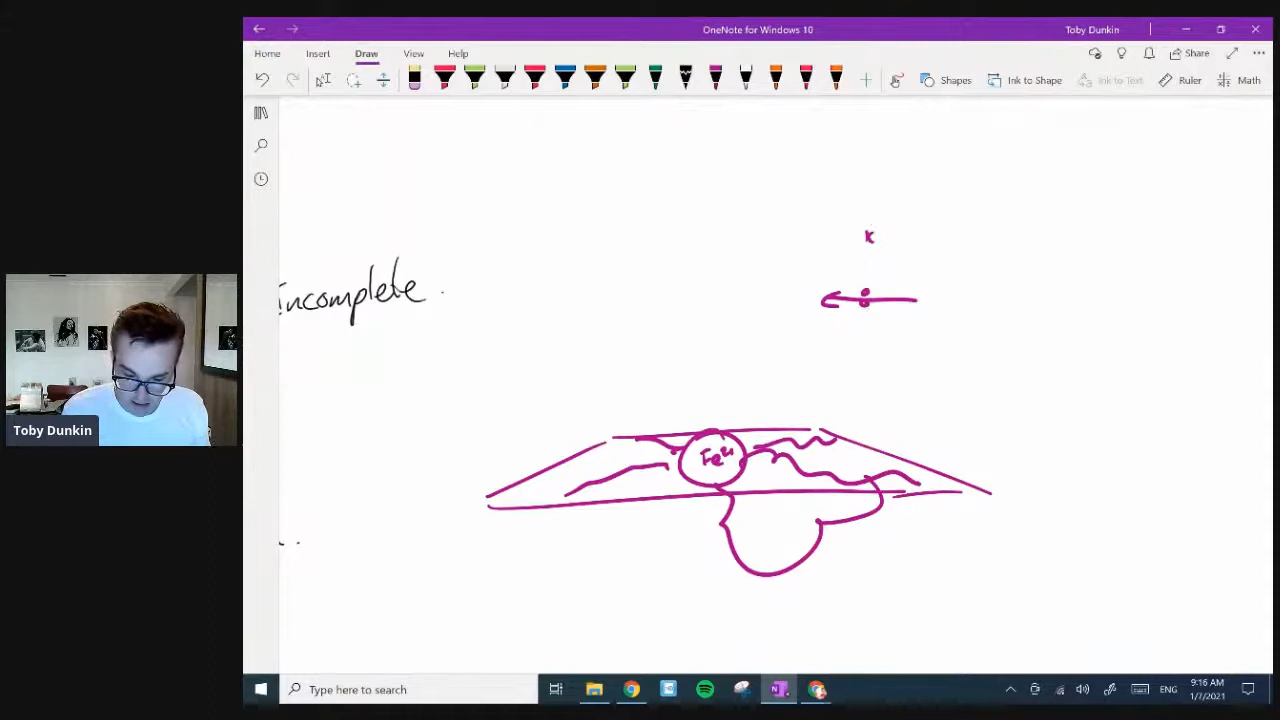 OneNote for Windows 10
Toby Dunkin
Home Insert Draw View Help
Share
Shapes
Ink to Shape
Ink to Text
Ruler
Math
K
incomplete.
Toby Dunkin
Fe²⁺
Type here to search
ENG
9:16 AM
1/7/2021